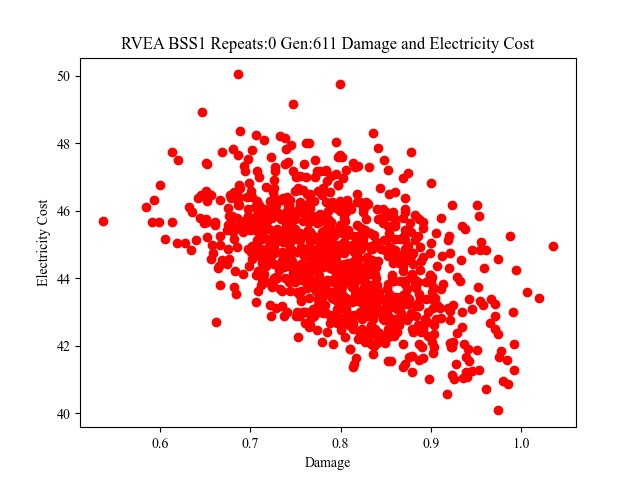 RVEA BSS1 Repeats:0 Gen:611 Damage and Electricity Cost
50
48
46
44
42
40
Electricity Cost
0.6 0.7 0.8 0.9 1.0
Damage